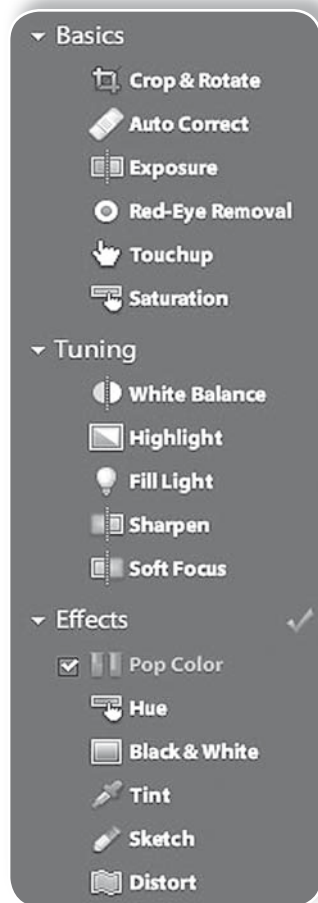 Basics
Crop & Rotate
Auto Correct
Exposure
Red-Eye Removal
Touchup
Saturation
Tuning
White Balance
Highlight
Fill Light
Sharpen
Soft Focus
Effects
Pop Color
Hue
Black & White
Tint
Sketch
Distort